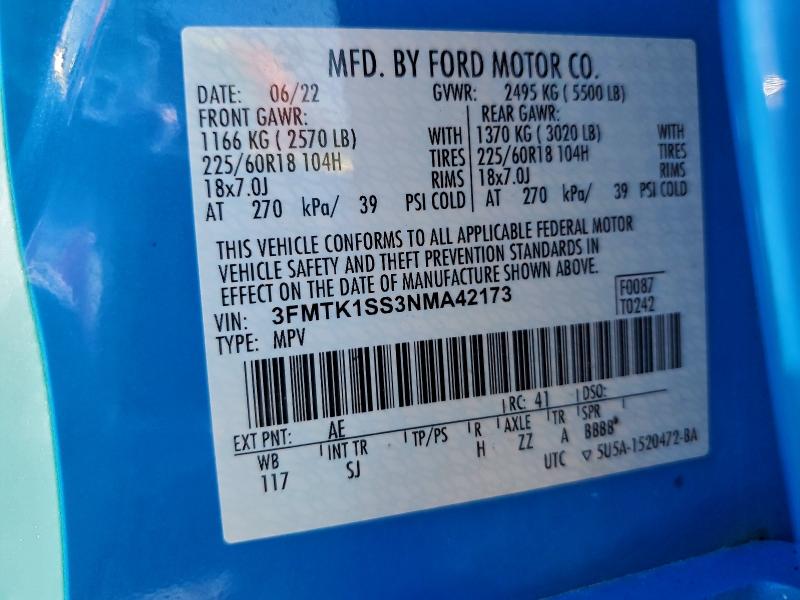 MFD. BY FORD MOTOR CO.
DATE: 06/22 GVWR: 2495 KG ( 5500 LB)
FRONT GAWR: REAR GAWR:
1166 KG ( 2570 LB) WITH 1370 KG ( 3020 LB) WITH
225/60R18 104H TIRES 225/60R18 104H TIRES
18x7.0J RIMS 18x7.0J RIMS
AT 270 kPa/ 39 PSI COLD AT 270 kPa/ 39 PSI COLD
THIS VEHICLE CONFORMS TO ALL APPLICABLE FEDERAL MOTOR
VEHICLE SAFETY AND THEFT PREVENTION STANDARDS IN
EFFECT ON THE DATE OF MANUFACTURE SHOWN ABOVE.
VIN: 3FMTK1SS3NMA42173 F0087
TYPE: MPV T0242
EXT PNT: AE RC: 41 DSO:
WB INT TR TP/PS R AXLE TR SPR
117 SJ H ZZ A BBBB*
UTC ▽ 5U5A-1520472-BA